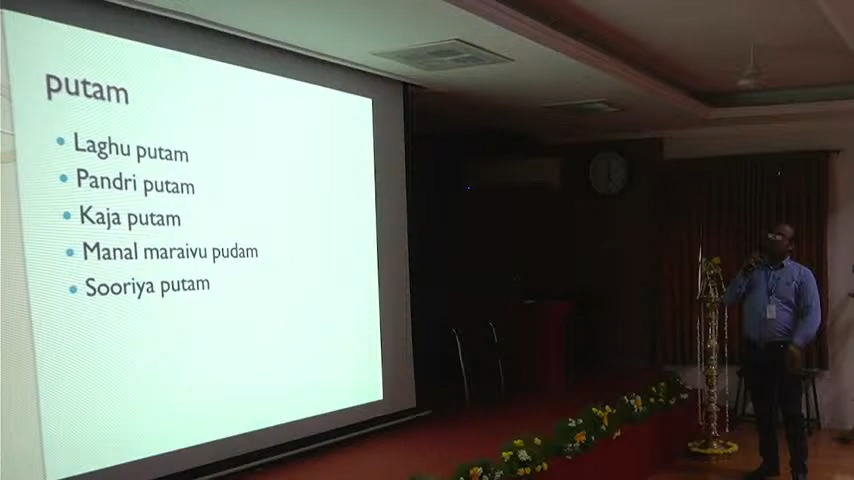 putam
Laghu putam
Pandri putam
Kaja putam
Manal maraivu pudam
Sooriya putam